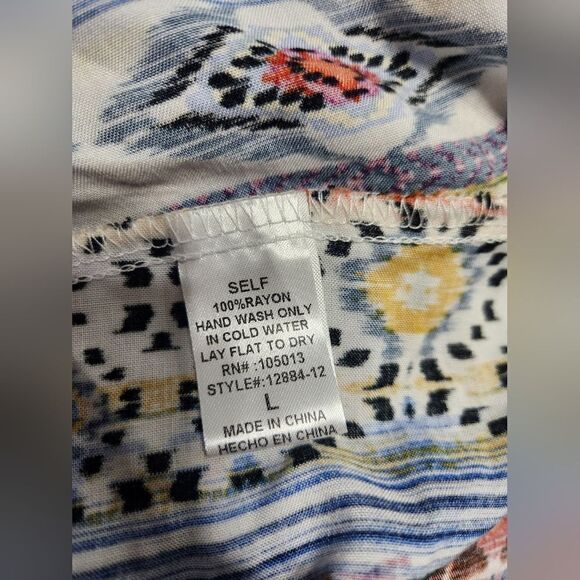 SELF
100%RAYON
HAND WASH ONLY
IN COLD WATER
LAY FLAT TO DRY
RN# :105013
STYLE#:12884-12
L
MADE IN CHINA
HECHO EN CHINA